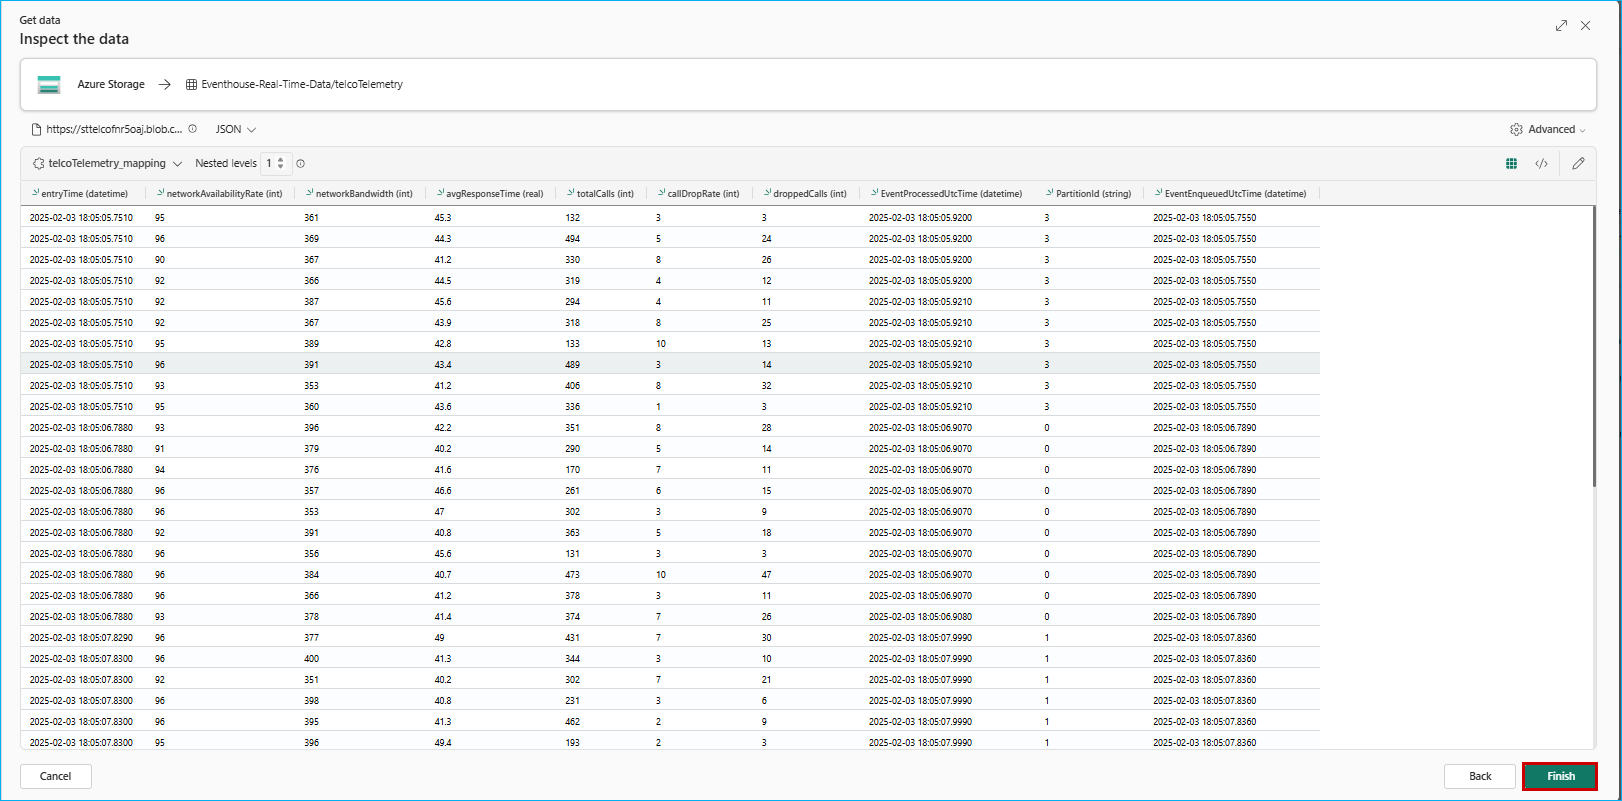 Get data
Inspect the data
Azure Storage → Eventhouse-Real-Time-Data/telcoTelemetry
https://sttelcofnr5oaj.blob.c... JSON Advanced
telcoTelemetry_mapping Nested levels 1 </>
entryTime (datetime) networkAvailabilityRate (int) networkBandwidth (int) avgResponseTime (real) totalCalls (int) callDropRate (int) droppedCalls (int) EventProcessedUtcTime (datetime) PartitionId (string) EventEnqueuedUtcTime (datetime)
2025-02-03 18:05:05.7510 95 361 45.3 132 3 3 2025-02-03 18:05:05.9200 3 2025-02-03 18:05:05.7550
2025-02-03 18:05:05.7510 96 369 44.3 494 5 24 2025-02-03 18:05:05.9200 3 2025-02-03 18:05:05.7550
2025-02-03 18:05:05.7510 90 367 41.2 330 8 26 2025-02-03 18:05:05.9200 3 2025-02-03 18:05:05.7550
2025-02-03 18:05:05.7510 92 366 44.5 319 4 12 2025-02-03 18:05:05.9200 3 2025-02-03 18:05:05.7550
2025-02-03 18:05:05.7510 92 387 45.6 294 4 11 2025-02-03 18:05:05.9210 3 2025-02-03 18:05:05.7550
2025-02-03 18:05:05.7510 92 367 43.9 318 8 25 2025-02-03 18:05:05.9210 3 2025-02-03 18:05:05.7550
2025-02-03 18:05:05.7510 95 389 42.8 133 10 13 2025-02-03 18:05:05.9210 3 2025-02-03 18:05:05.7550
2025-02-03 18:05:05.7510 96 391 43.4 489 3 14 2025-02-03 18:05:05.9210 3 2025-02-03 18:05:05.7550
2025-02-03 18:05:05.7510 93 353 41.2 406 8 32 2025-02-03 18:05:05.9210 3 2025-02-03 18:05:05.7550
2025-02-03 18:05:05.7510 95 360 43.6 336 1 3 2025-02-03 18:05:05.9210 3 2025-02-03 18:05:05.7550
2025-02-03 18:05:06.7880 93 396 42.2 351 8 28 2025-02-03 18:05:06.9070 0 2025-02-03 18:05:06.7890
2025-02-03 18:05:06.7880 91 379 40.2 290 5 14 2025-02-03 18:05:06.9070 0 2025-02-03 18:05:06.7890
2025-02-03 18:05:06.7880 94 376 41.6 170 7 11 2025-02-03 18:05:06.9070 0 2025-02-03 18:05:06.7890
2025-02-03 18:05:06.7880 96 357 46.6 261 6 15 2025-02-03 18:05:06.9070 0 2025-02-03 18:05:06.7890
2025-02-03 18:05:06.7880 96 353 47 302 3 9 2025-02-03 18:05:06.9070 0 2025-02-03 18:05:06.7890
2025-02-03 18:05:06.7880 92 391 40.8 363 5 18 2025-02-03 18:05:06.9070 0 2025-02-03 18:05:06.7890
2025-02-03 18:05:06.7880 96 356 45.6 131 3 3 2025-02-03 18:05:06.9070 0 2025-02-03 18:05:06.7890
2025-02-03 18:05:06.7880 96 384 40.7 473 10 47 2025-02-03 18:05:06.9070 0 2025-02-03 18:05:06.7890
2025-02-03 18:05:06.7880 96 366 41.2 378 3 11 2025-02-03 18:05:06.9070 0 2025-02-03 18:05:06.7890
2025-02-03 18:05:06.7880 93 378 41.4 374 7 26 2025-02-03 18:05:06.9080 0 2025-02-03 18:05:06.7890
2025-02-03 18:05:07.8290 96 377 49 431 7 30 2025-02-03 18:05:07.9990 1 2025-02-03 18:05:07.8360
2025-02-03 18:05:07.8300 96 400 41.3 344 3 10 2025-02-03 18:05:07.9990 1 2025-02-03 18:05:07.8360
2025-02-03 18:05:07.8300 92 351 40.2 302 7 21 2025-02-03 18:05:07.9990 1 2025-02-03 18:05:07.8360
2025-02-03 18:05:07.8300 96 398 40.8 231 3 6 2025-02-03 18:05:07.9990 1 2025-02-03 18:05:07.8360
2025-02-03 18:05:07.8300 96 395 41.3 462 2 9 2025-02-03 18:05:07.9990 1 2025-02-03 18:05:07.8360
2025-02-03 18:05:07.8300 95 396 49.4 193 2 3 2025-02-03 18:05:07.9990 1 2025-02-03 18:05:07.8360
Cancel Back Finish